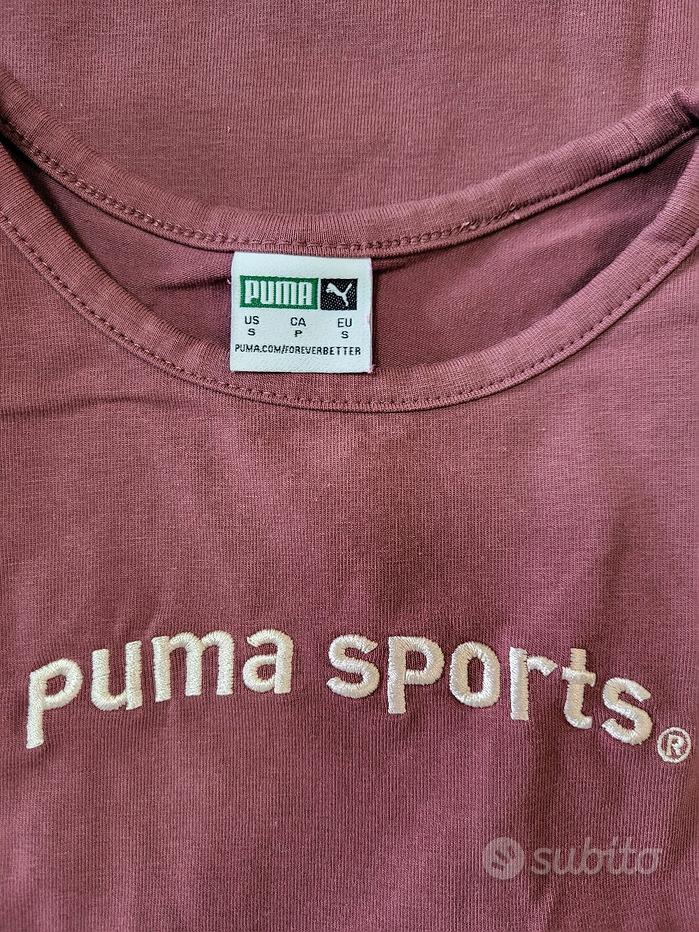 PUMA
US CA EU
S P S
PUMA.COM/FOREVERBETTER
puma sports®
subito